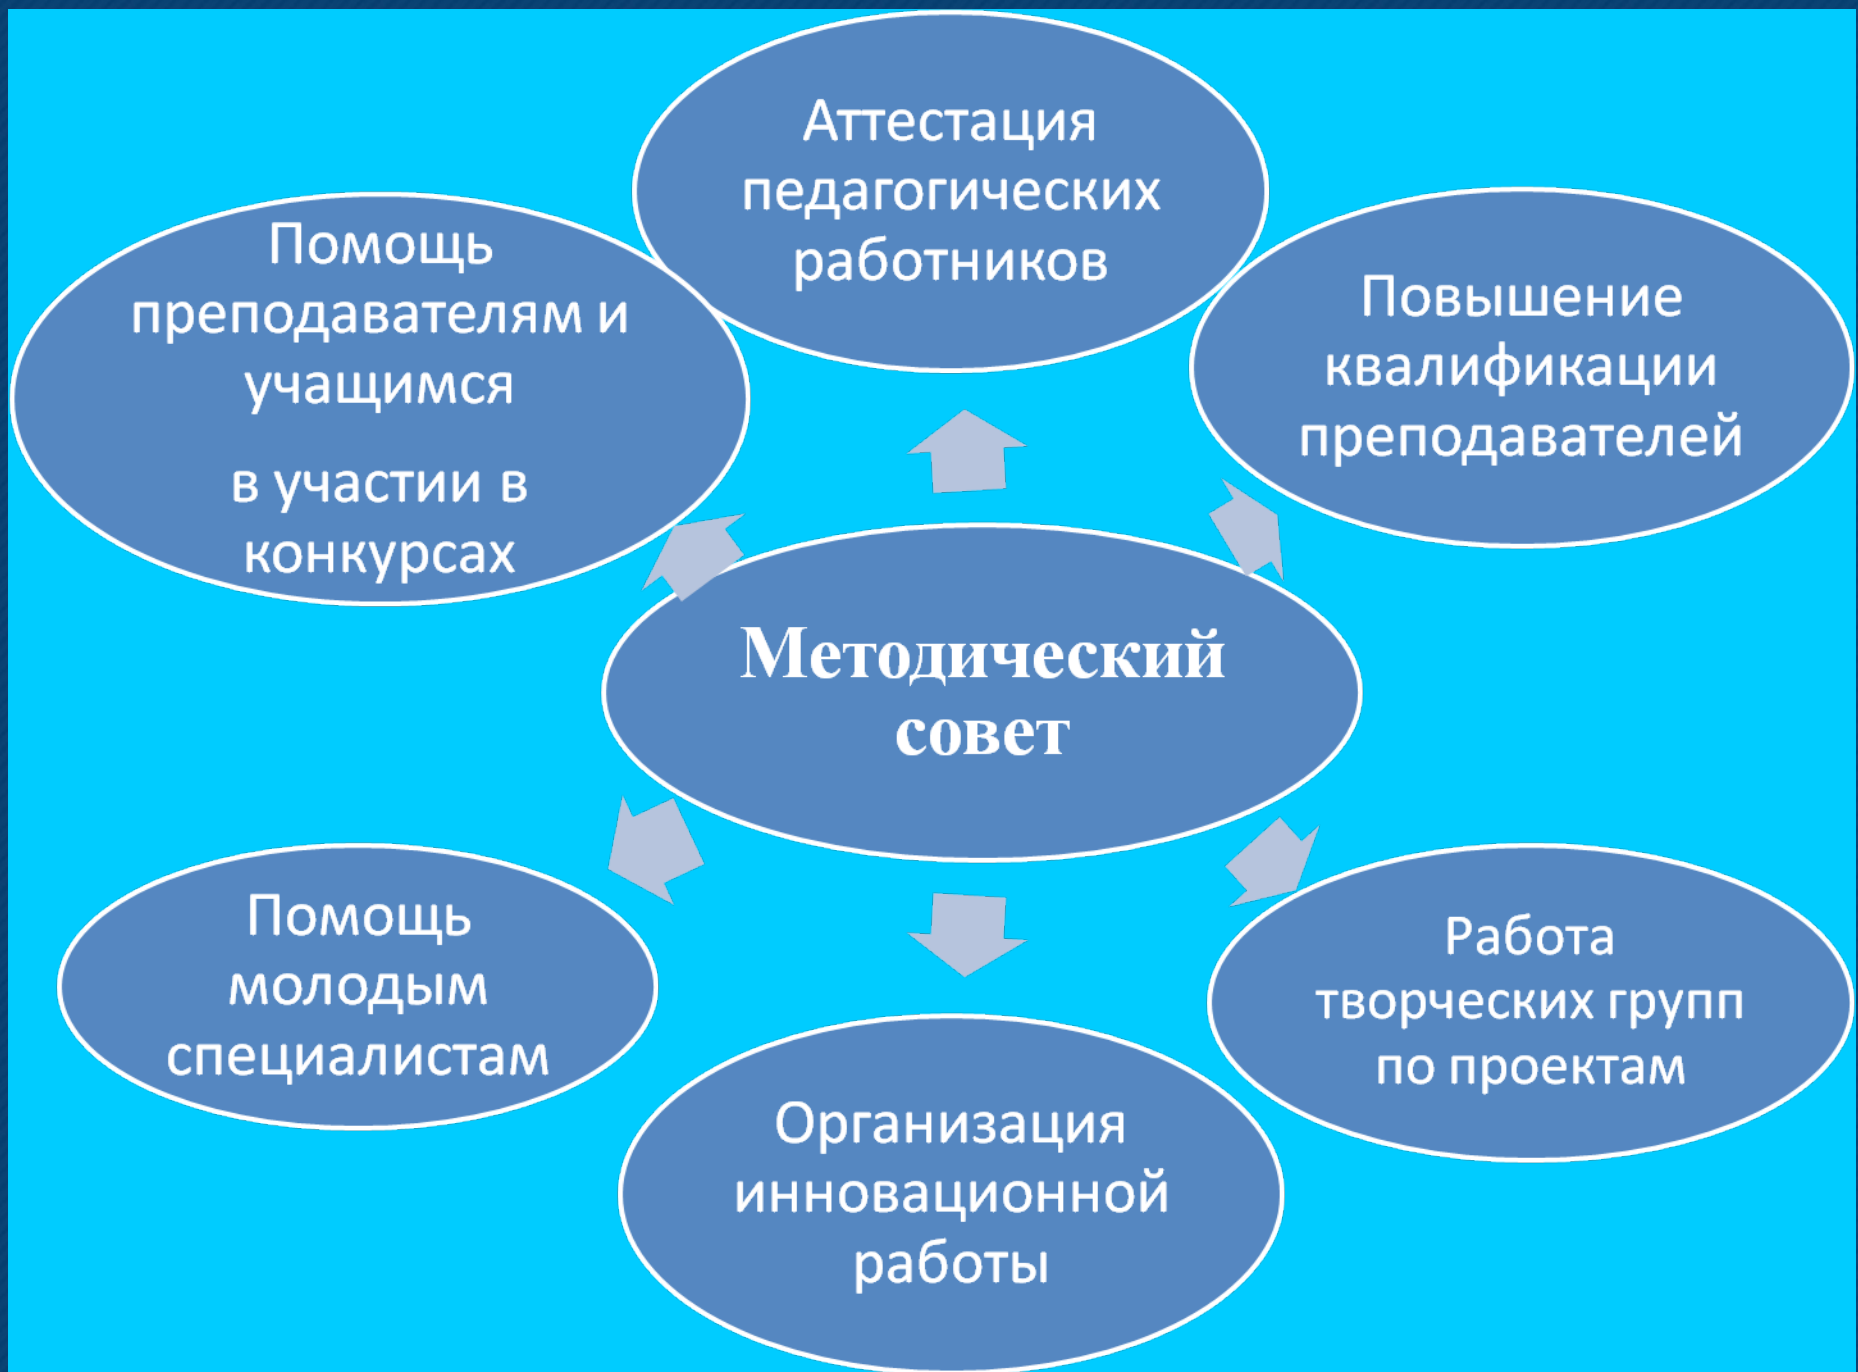 Аттестация
педагогических
работников
Помощь
преподавателям и
учащимся
в участии в
конкурсах
Повышение
квалификации
преподавателей
Методический
совет
Помощь
молодым
специалистам
Работа
творческих групп
по проектам
Организация
инновационной
работы